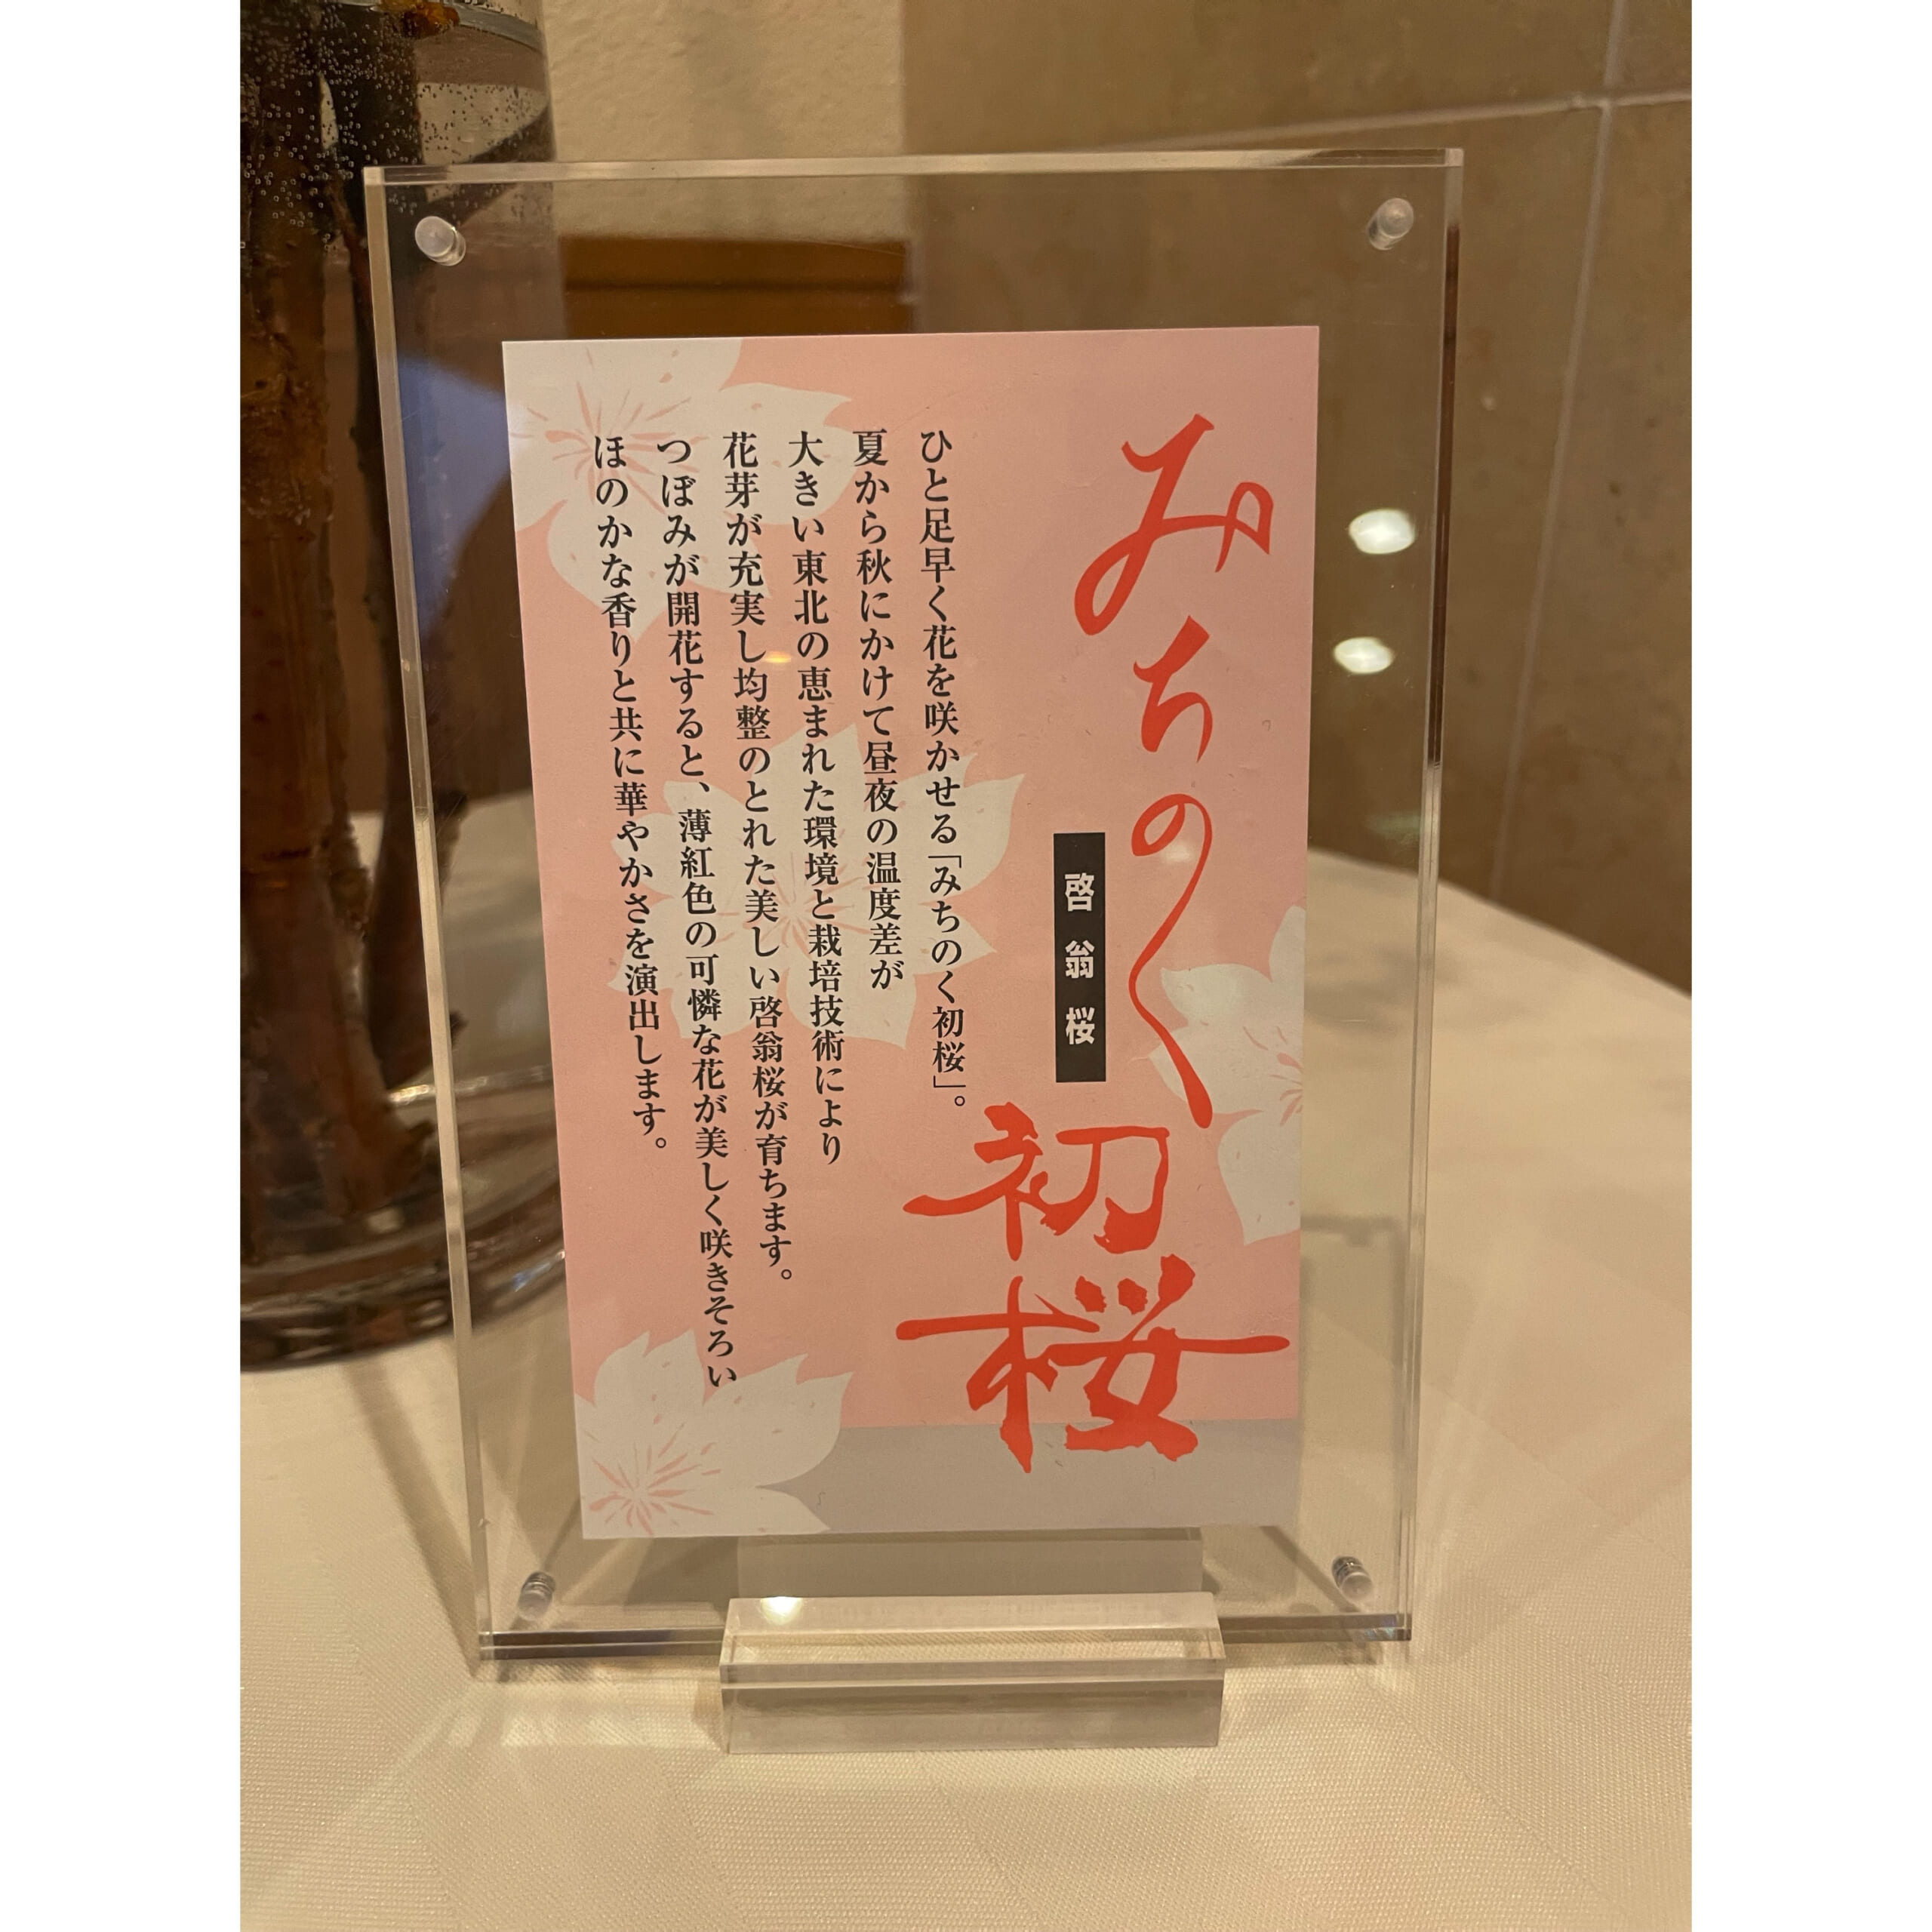 みちのく初桜
啓翁桜
ひと足早く花を咲かせる「みちのく初桜」。
夏から秋にかけて昼夜の温度差が
大きい東北の恵まれた環境と栽培技術により
花芽が充実し均整のとれた美しい啓翁桜が育ちます。
つぼみが開花すると、薄紅色の可憐な花が美しく咲きそろい
ほのかな香りと共に華やかさを演出します。